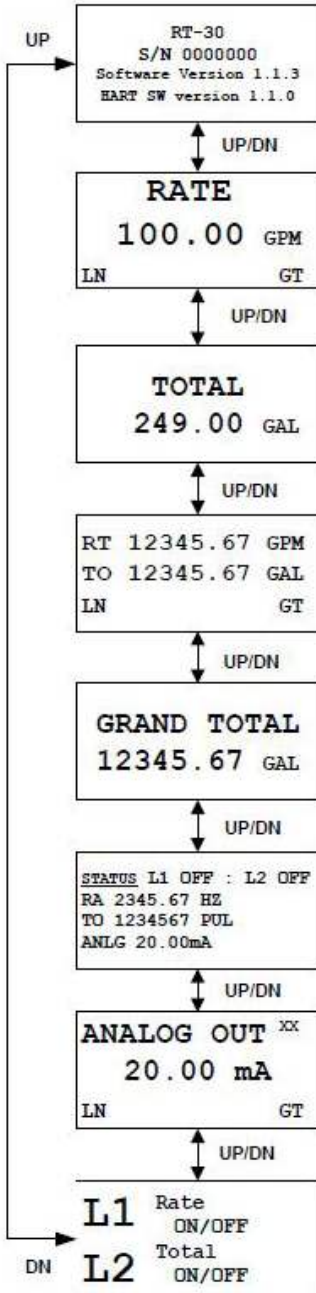 UP
RT-30
S/N 0000000
Software Version 1.1.3
HART SW version 1.1.0
UP/DN
RATE
100.00 GPM
LN GT
UP/DN
TOTAL
249.00 GAL
UP/DN
RT 12345.67 GPM
TO 12345.67 GAL
LN GT
UP/DN
GRAND TOTAL
12345.67 GAL
UP/DN
STATUS L1 OFF : L2 OFF
RA 2345.67 HZ
TO 1234567 PUL
ANLG 20.00mA
UP/DN
ANALOG OUT XX
20.00 mA
LN GT
UP/DN
L1 Rate
ON/OFF
DN
L2 Total
ON/OFF